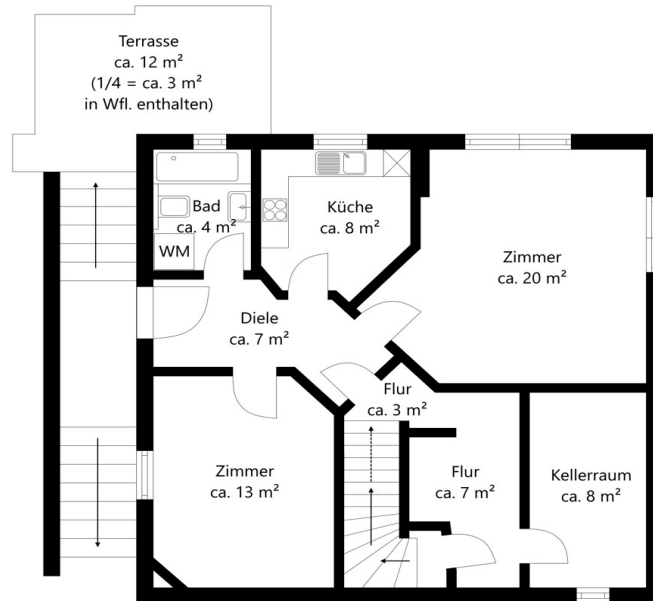 Terrasse
ca. 12 m²
(1/4 = ca. 3 m²
in Wfl. enthalten)
Bad
ca. 4 m²
WM
Küche
ca. 8 m²
Zimmer
ca. 20 m²
Diele
ca. 7 m²
Flur
ca. 3 m²
Zimmer
ca. 13 m²
Flur
ca. 7 m²
Kellerraum
ca. 8 m²